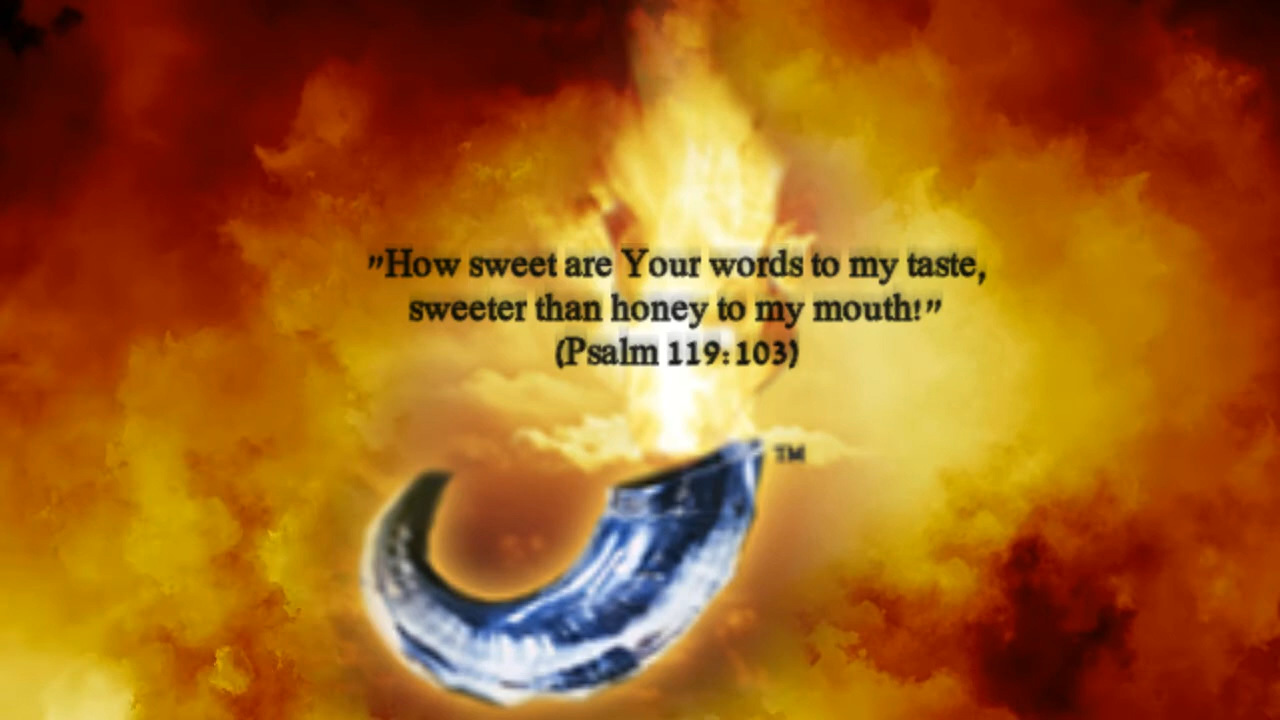 "How sweet are Your words to my taste,
sweeter than honey to my mouth!"
(Psalm 119:103)
TM